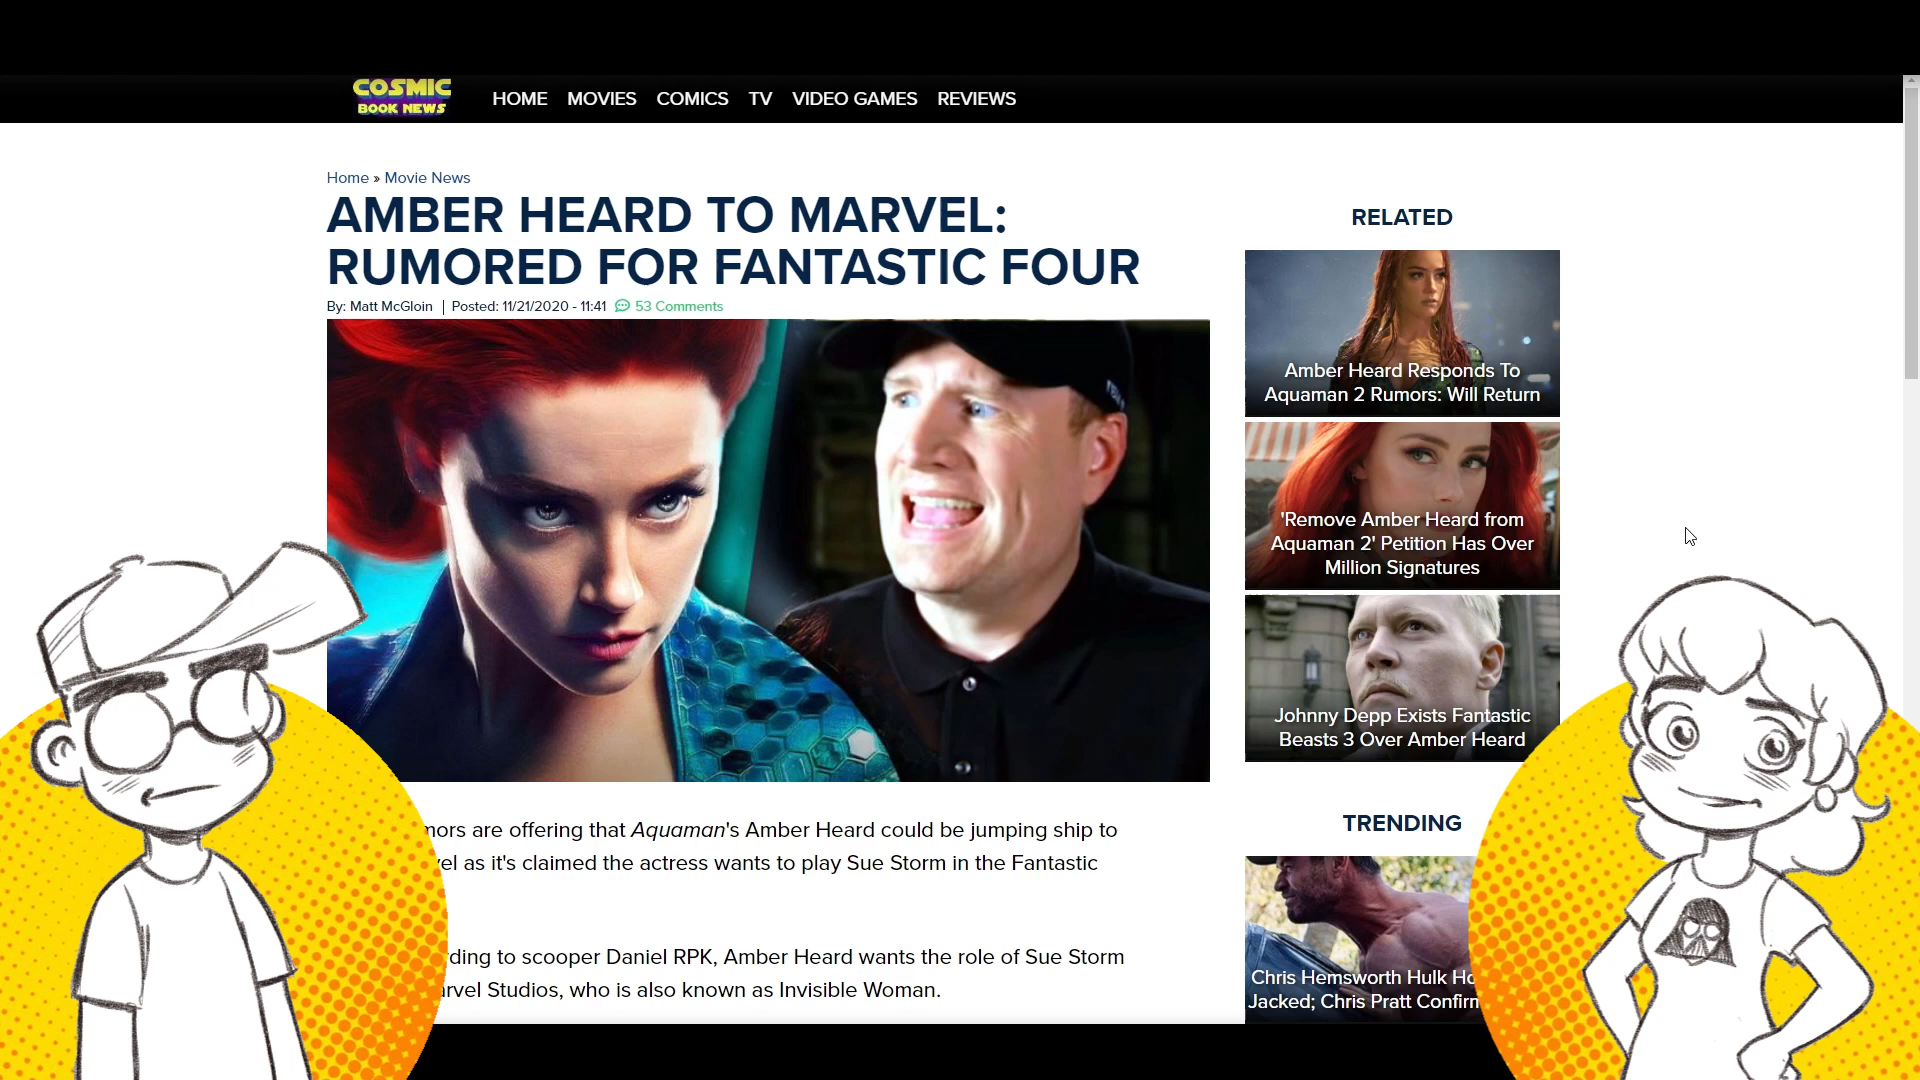 COSMIC
BOOK NEWS
HOME MOVIES COMICS TV VIDEO GAMES REVIEWS
Home » Movie News
AMBER HEARD TO MARVEL:
RUMORED FOR FANTASTIC FOUR
By: Matt McGloin | Posted: 11/21/2020 - 11:41 53 Comments
mors are offering that Aquaman's Amber Heard could be jumping ship to
el as it's claimed the actress wants to play Sue Storm in the Fantastic
rding to scooper Daniel RPK, Amber Heard wants the role of Sue Storm
arvel Studios, who is also known as Invisible Woman.
RELATED
Amber Heard Responds To
Aquaman 2 Rumors: Will Return
'Remove Amber Heard from
Aquaman 2' Petition Has Over
Million Signatures
Johnny Depp Exists Fantastic
Beasts 3 Over Amber Heard
TRENDING
Chris Hemsworth Hulk Ho
Jacked; Chris Pratt Confirm